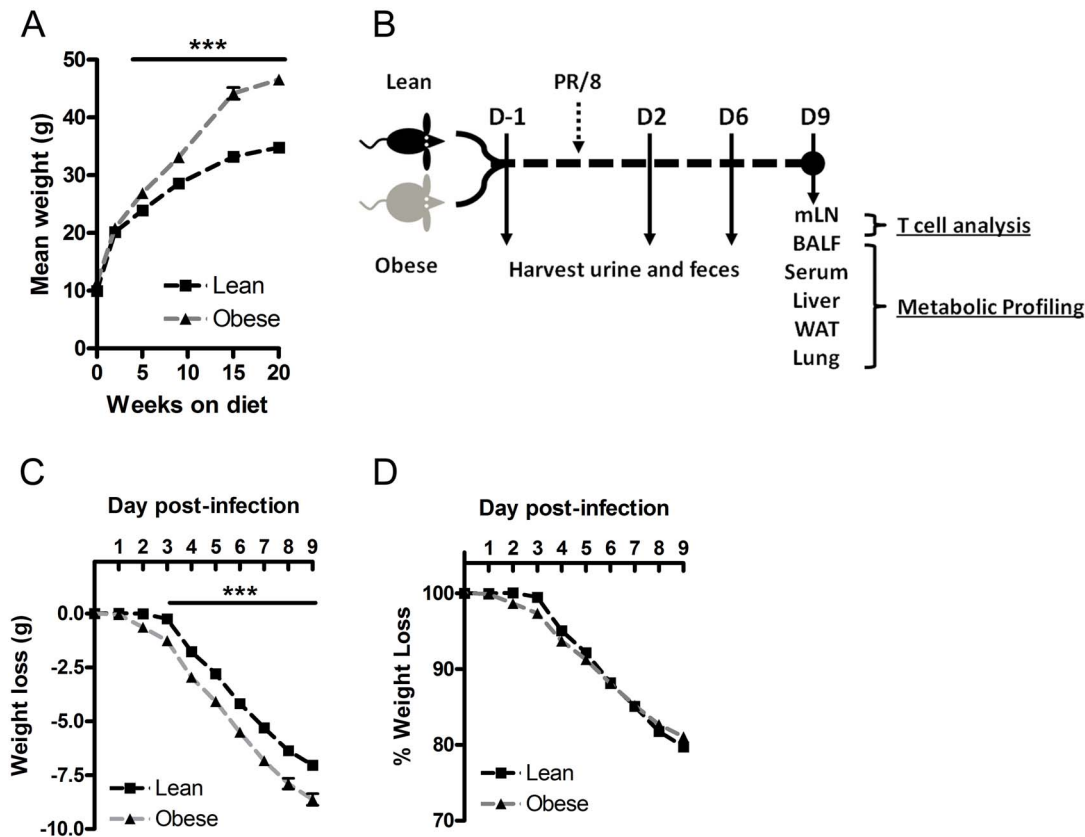 A
***
50
40
30
20
10
0
Mean weight (g)
Lean
Obese
0 5 10 15 20
Weeks on diet
B
Lean
Obese
PR/8
D-1 D2 D6 D9
Harvest urine and feces
mLN
BALF
Serum
Liver
WAT
Lung
T cell analysis
Metabolic Profiling
C
Day post-infection
1 2 3 4 5 6 7 8 9
***
0.0
-2.5
-5.0
-7.5
-10.0
Weight loss (g)
Lean
Obese
D
Day post-infection
1 2 3 4 5 6 7 8 9
100
90
80
70
% Weight Loss
Lean
Obese